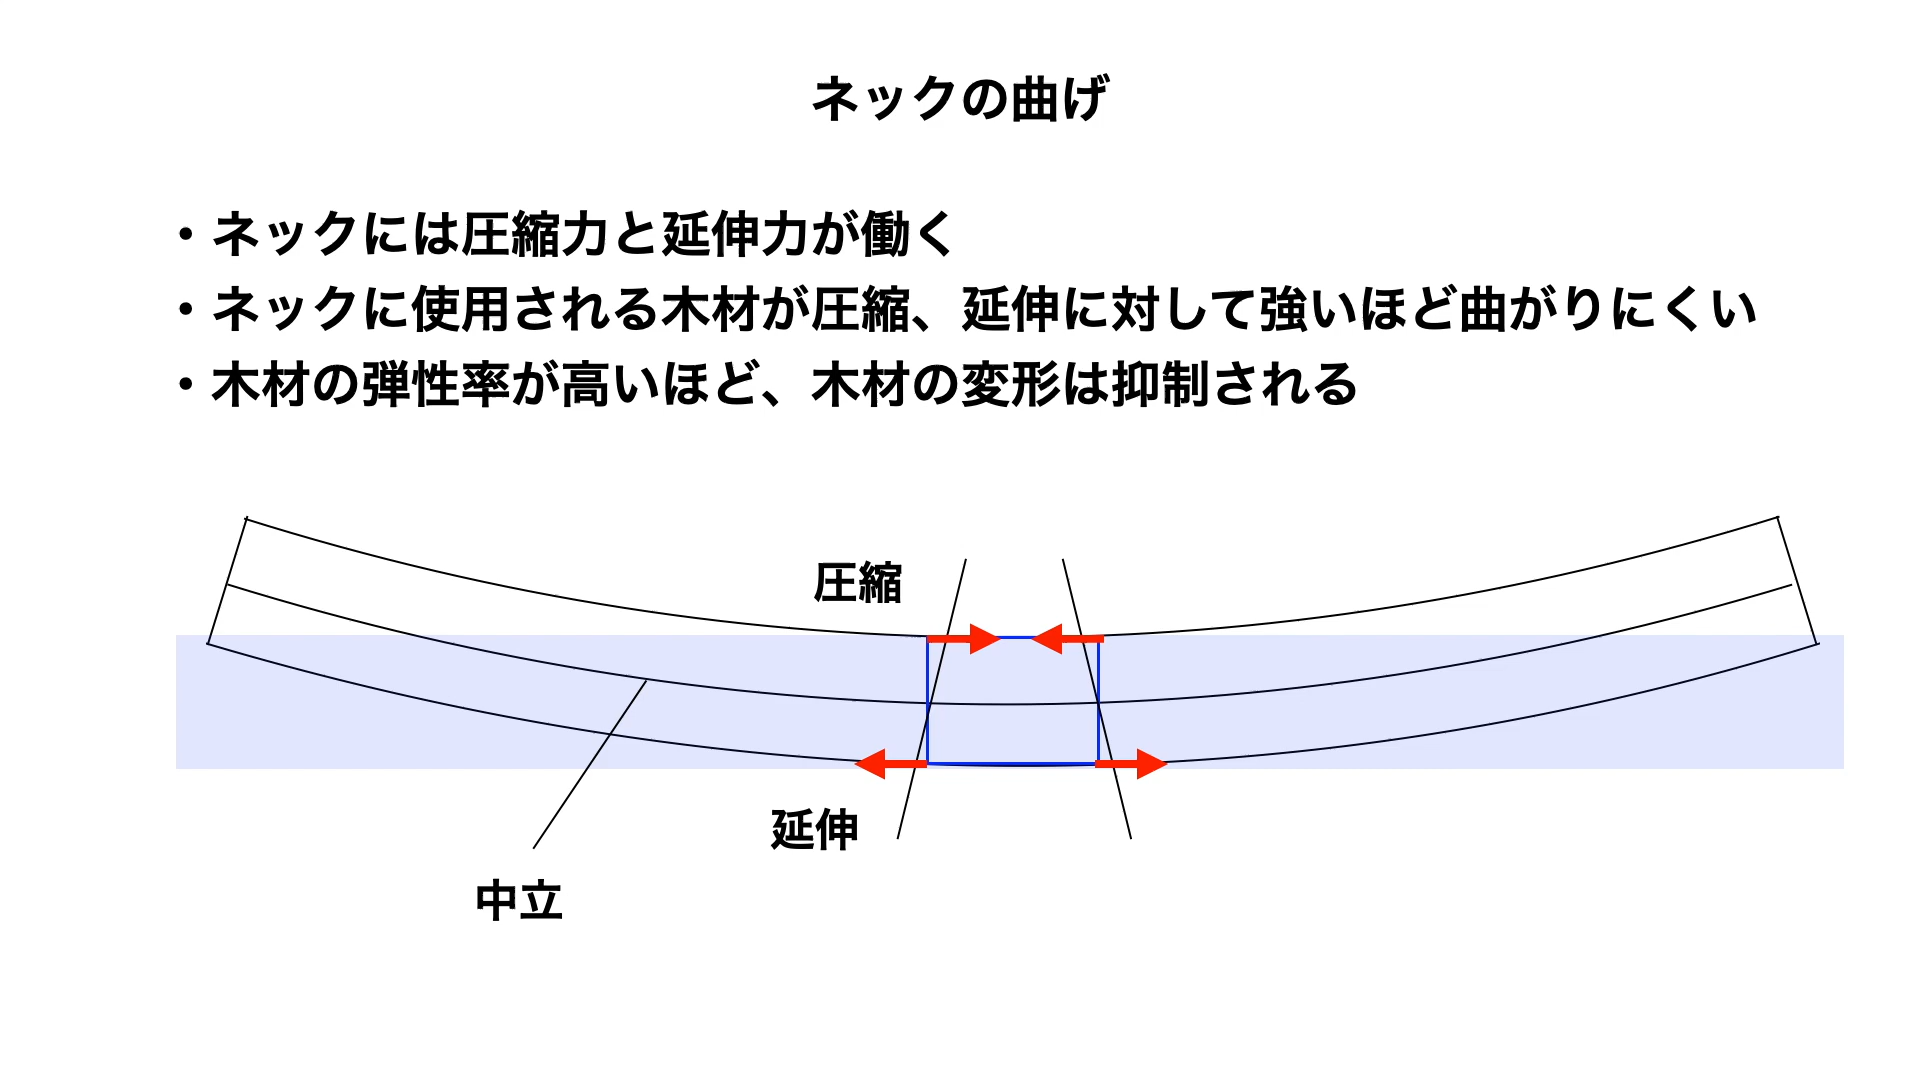 ネックの曲げ
・ネックには圧縮力と延伸力が働く
・ネックに使用される木材が圧縮、延伸に対して強いほど曲がりにくい
・木材の弾性率が高いほど、木材の変形は抑制される
圧縮
延伸
中立